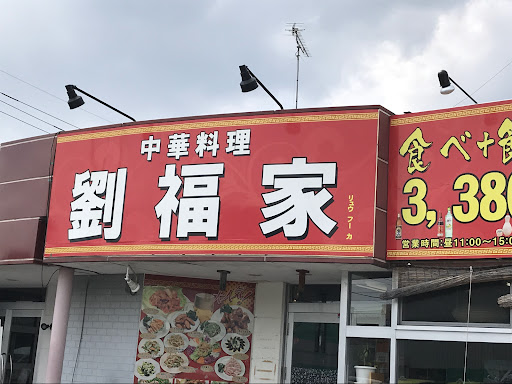 中華料理
劉福家
リュウ フーカ
食べ+飲
3,380
営業時間:昼11:00〜15:0